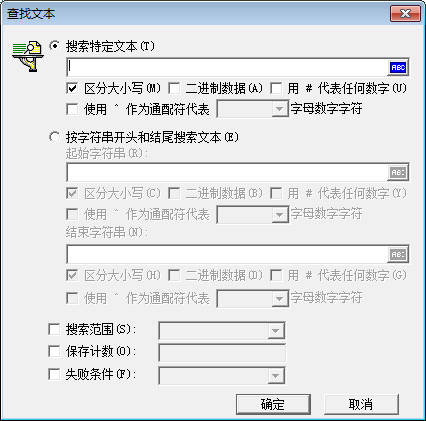 查找文本
搜索特定文本(T)
ABC
区分大小写(M) 二进制数据(A) 用 # 代表任何数字(U)
使用 ^ 作为通配符代表 字母数字字符
按字符串开头和结尾搜索文本(E)
起始字符串(R):
ABC
区分大小写(C) 二进制数据(B) 用 # 代表任何数字(Y)
使用 ^ 作为通配符代表 字母数字字符
结束字符串(N):
ABC
区分大小写(H) 二进制数据(D) 用 # 代表任何数字(G)
使用 ^ 作为通配符代表 字母数字字符
搜索范围(S):
保存计数(O):
失败条件(F):
确定 取消